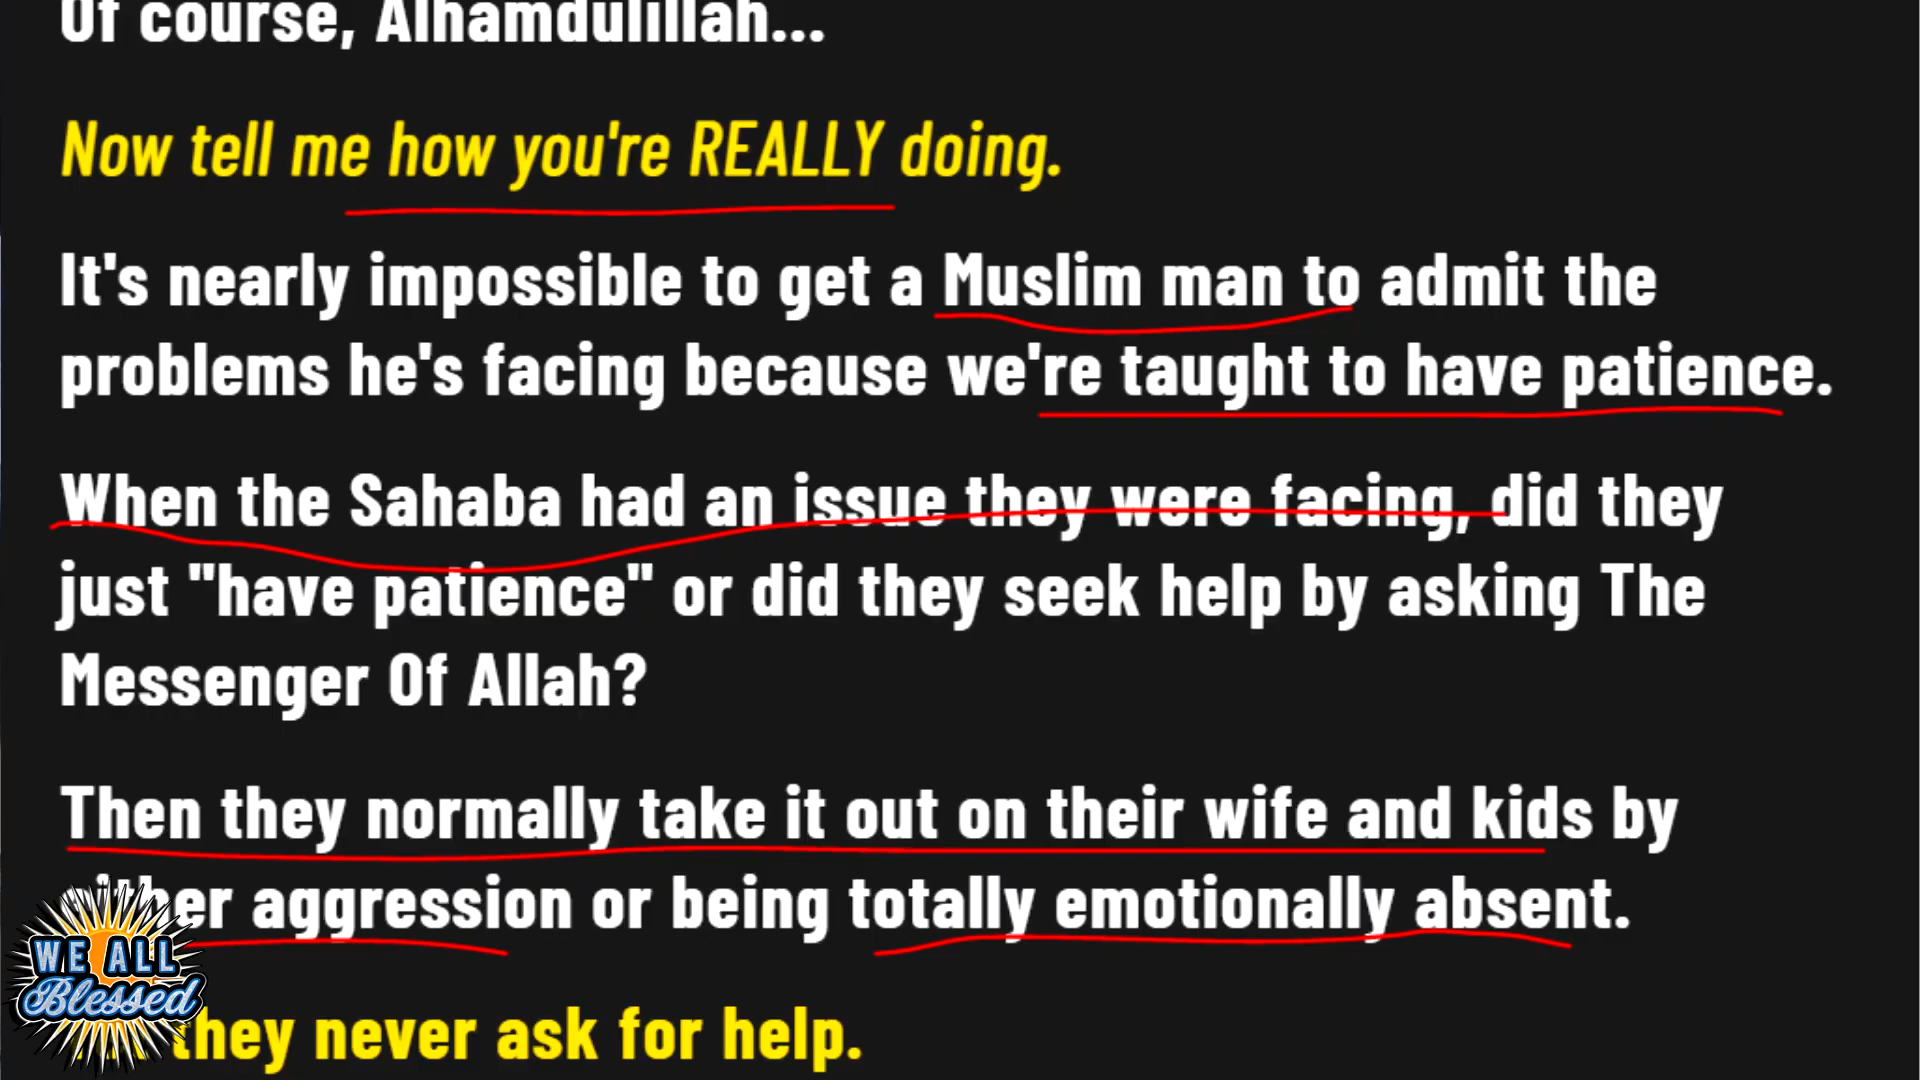 Of course, Alhamdulillah...
Now tell me how you're REALLY doing.
It's nearly impossible to get a Muslim man to admit the
problems he's facing because we're taught to have patience.
When the Sahaba had an issue they were facing, did they
just "have patience" or did they seek help by asking The
Messenger Of Allah?
Then they normally take it out on their wife and kids by
either aggression or being totally emotionally absent.
they never ask for help.
WE ALL
Blessed